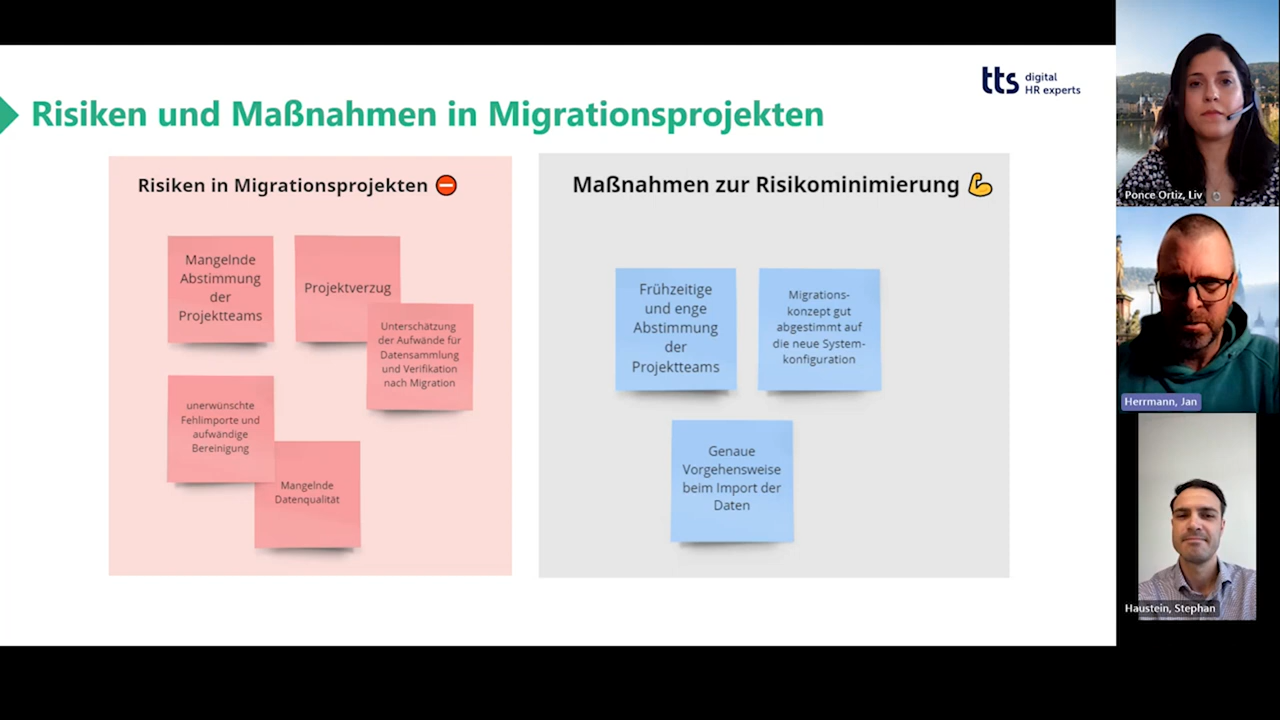 tts digital
HR experts
Risiken und Maßnahmen in Migrationsprojekten
Risiken in Migrationsprojekten
Mangelnde
Abstimmung
der
Projektteams
Projektverzug
Unterschätzung
der Aufwände für
Datensammlung
und Verifikation
nach Migration
unerwünschte
Fehlimporte und
aufwändige
Bereinigung
Mangelnde
Datenqualität
Maßnahmen zur Risikominimierung
Frühzeitige
und enge
Abstimmung
der
Projektteams
Migrations-
konzept gut
abgestimmt auf
die neue System-
konfiguration
Genaue
Vorgehensweise
beim Import der
Daten
Ponce Ortiz, Liv
Herrmann, Jan
Haustein, Stephan